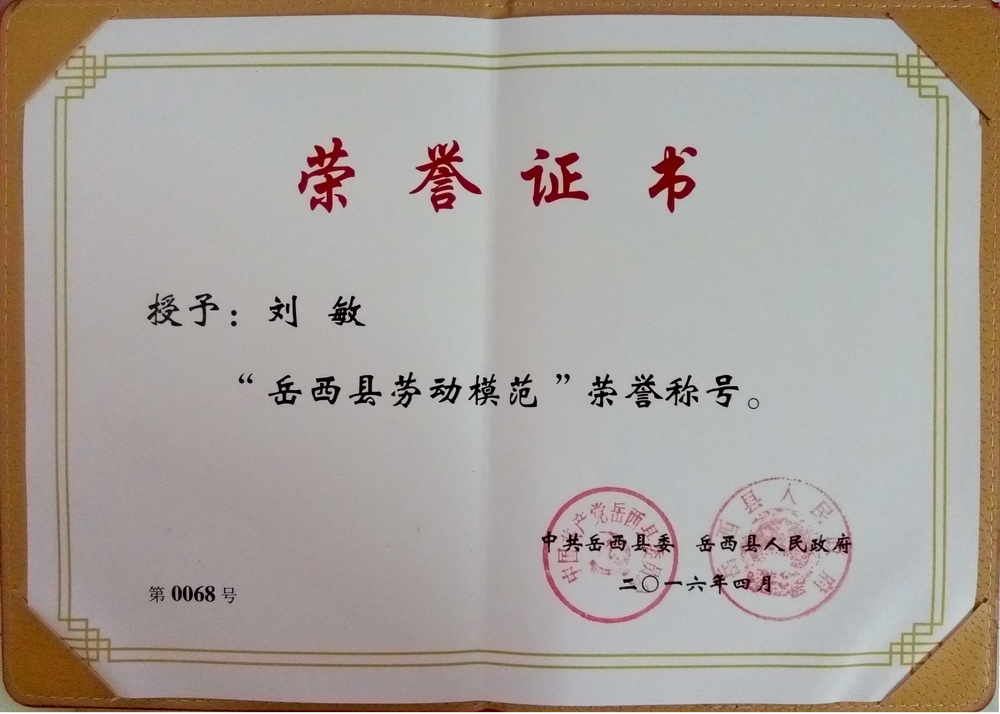 荣誉证书
授予：刘 敏
“岳西县劳动模范”荣誉称号。
中共岳西县委 岳西县人民政府
二〇一六年四月
第0068号